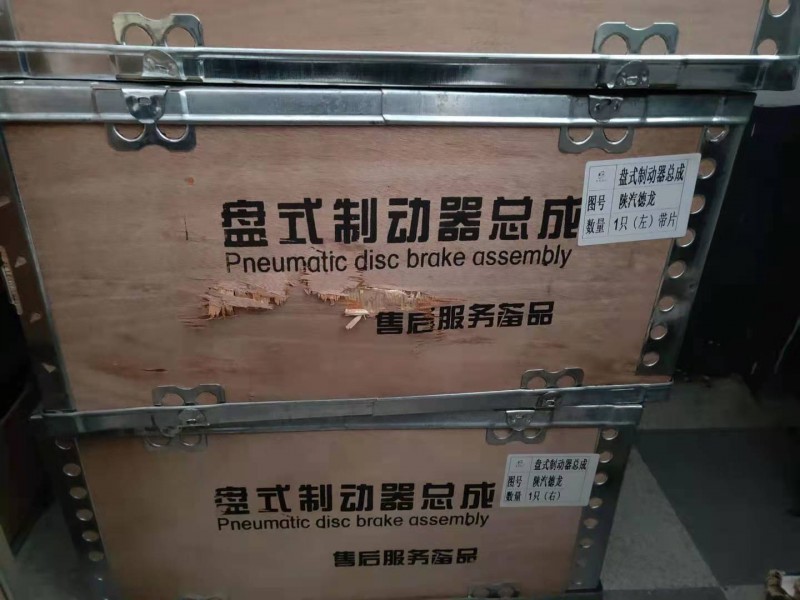 盘式制动器总成
Pneumatic disc brake assembly
售后服务备品
盘式制动器总成
图号 陕汽德龙
数量 1只（左）带片
盘式制动器总成
Pneumatic disc brake assembly
售后服务备品
盘式制动器总成
图号 陕汽德龙
数量 1只（右）